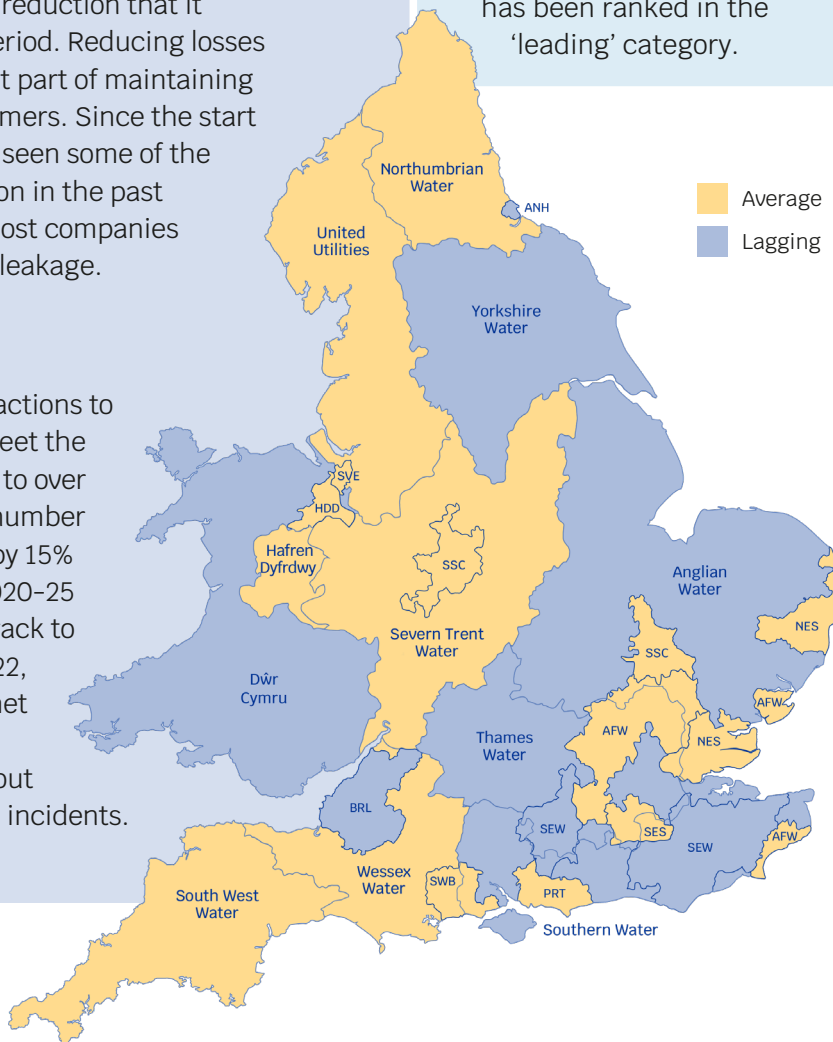 reduction that it
eriod. Reducing losses
t part of maintaining
mers. Since the start
seen some of the
on in the past
ost companies
leakage.
actions to
eet the
to over
number
by 15%
020–25
rack to
22,
net
out
incidents.
has been ranked in the
‘leading’ category.
Average
Lagging
Northumbrian
Water
ANH
United
Utilities
Yorkshire
Water
SVE
HDD
Hafren
Dyfrdwy
SSC
Severn Trent
Water
Anglian
Water
NES
SSC
Dŵr
Cymru
AFW
AFW
NES
Thames
Water
BRL
SEW
SES
SEW
AFW
Wessex
Water
SWB
PRT
South West
Water
Southern Water